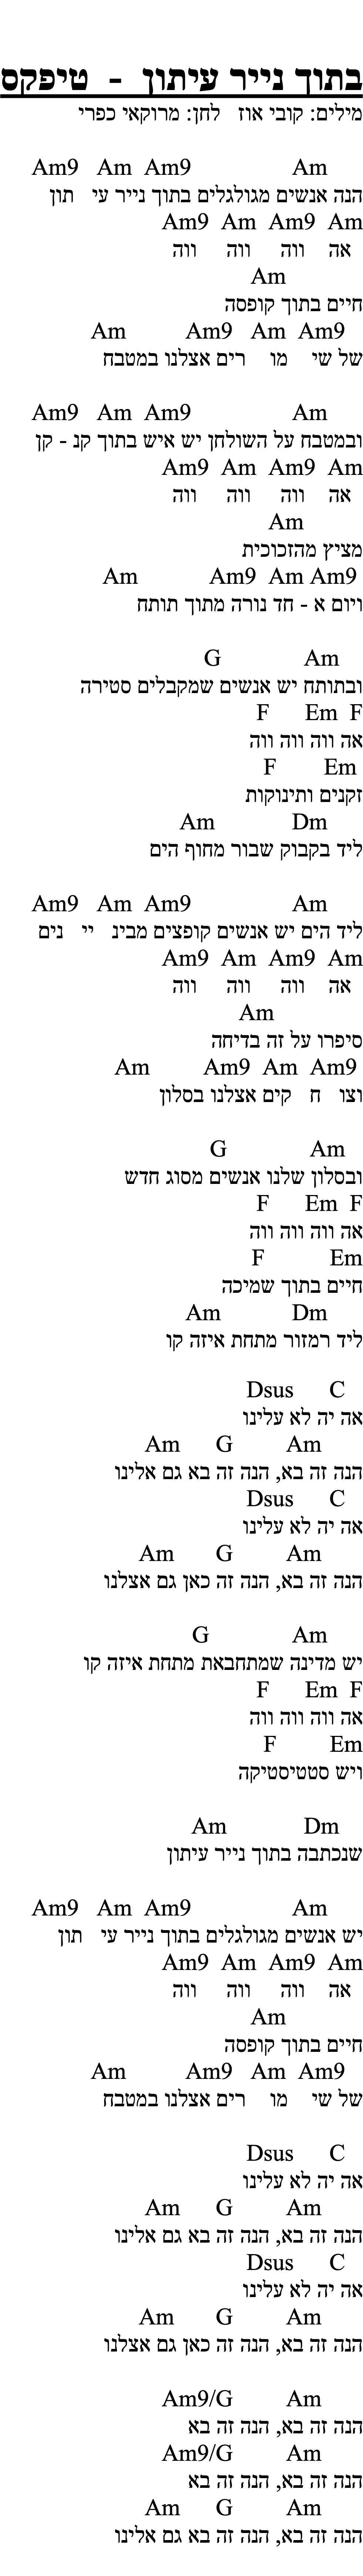 בתוך נייר עיתון - טיפקס
מילים: קובי אוז   לחן: מרוקאי כפרי
Am9 Am Am9 Am
הנה אנשים מגולגלים בתוך נייר עי תון
Am9 Am Am9 Am
אה ווה ווה ווה
Am
חיים בתוך קופסה
Am Am9 Am Am9
של שי מו רים אצלנו במטבח
Am9 Am Am9 Am
ובמטבח על השולחן יש איש בתוך קנ - קן
Am9 Am Am9 Am
אה ווה ווה ווה
Am
מציץ מהזכוכית
Am Am9 Am Am9
ויום א - חד נורה מתוך תותח
G Am
ובתותח יש אנשים שמקבלים סטירה
F Em F
אה ווה ווה ווה
F Em
זקנים ותינוקות
Am Dm
ליד בקבוק שבור מחוף הים
Am9 Am Am9 Am
ליד הים יש אנשים קופצים מבינ יי נים
Am9 Am Am9 Am
אה ווה ווה ווה
Am
סיפרו על זה בדיחה
Am Am9 Am Am9
וצו ח קים אצלנו בסלון
G Am
ובסלון שלנו אנשים מסוג חדש
F Em F
אה ווה ווה ווה
F Em
חיים בתוך שמיכה
Am Dm
ליד רמזור מתחת איזה קו
Dsus C
אה יה לא עלינו
Am G Am
הנה זה בא, הנה זה בא גם אלינו
Dsus C
אה יה לא עלינו
Am G Am
הנה זה בא, הנה זה כאן גם אצלנו
G Am
יש מדינה שמתחבאת מתחת איזה קו
F Em F
אה ווה ווה ווה
F Em
ויש סטטיסטיקה
Am Dm
שנכתבה בתוך נייר עיתון
Am9 Am Am9 Am
יש אנשים מגולגלים בתוך נייר עי תון
Am9 Am Am9 Am
אה ווה ווה ווה
Am
חיים בתוך קופסה
Am Am9 Am Am9
של שי מו רים אצלנו במטבח
Dsus C
אה יה לא עלינו
Am G Am
הנה זה בא, הנה זה בא גם אלינו
Dsus C
אה יה לא עלינו
Am G Am
הנה זה בא, הנה זה כאן גם אצלנו
Am9/G Am
הנה זה בא, הנה זה בא
Am9/G Am
הנה זה בא, הנה זה בא
Am G Am
הנה זה בא, הנה זה בא גם אלינו